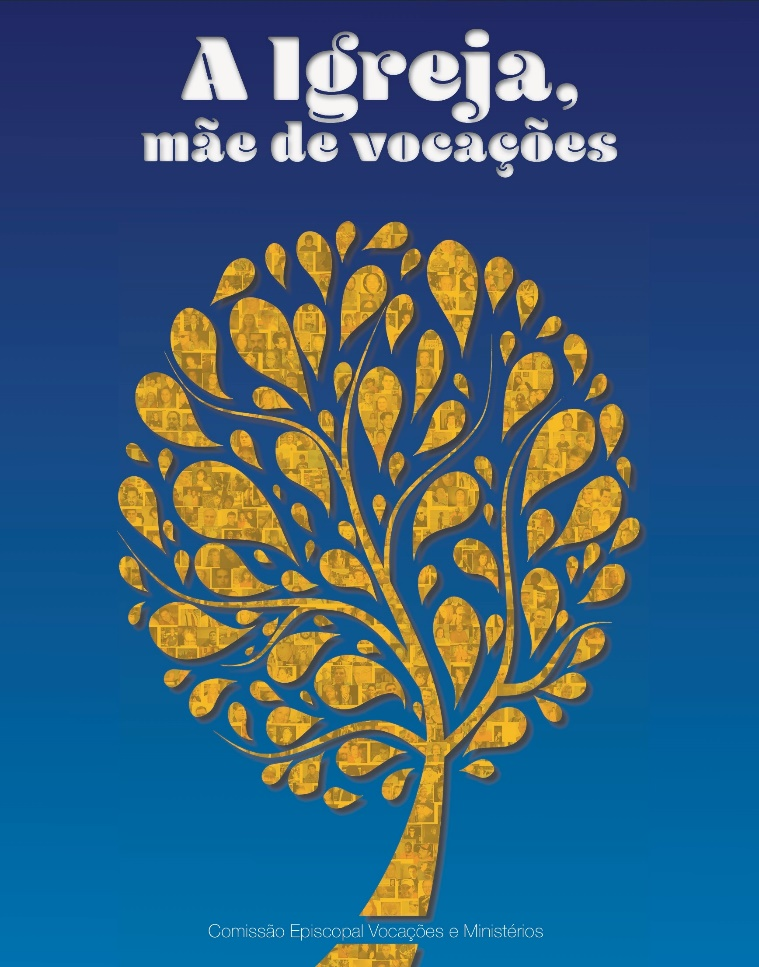 A Igreja,
mãe de vocações
Comissão Episcopal Vocações e Ministérios